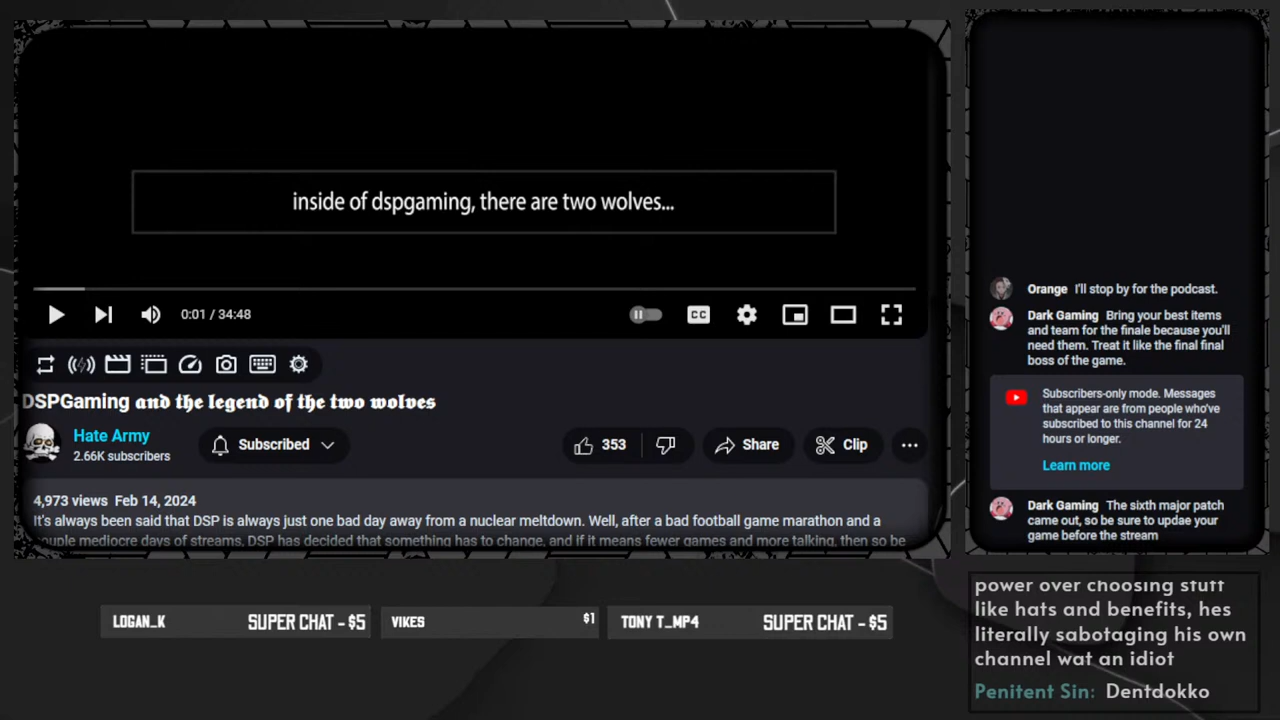 inside of dspgaming, there are two wolves...
0:01 / 34:48
CC
DSPGaming and the legend of the two wolves
Hate Army
2.66K subscribers
Subscribed
353
Share
Clip
4,973 views Feb 14, 2024
It's always been said that DSP is always just one bad day away from a nuclear meltdown. Well, after a bad football game marathon and a
couple mediocre days of streams, DSP has decided that something has to change, and if it means fewer games and more talking, then so be
Orange I'll stop by for the podcast.
Dark Gaming Bring your best items
and team for the finale because you'll
need them. Treat it like the final final
boss of the game.
Subscribers-only mode. Messages
that appear are from people who've
subscribed to this channel for 24
hours or longer.
Learn more
Dark Gaming The sixth major patch
came out, so be sure to updae your
game before the stream
power over choosing stuff
like hats and benefits, hes
literally sabotaging his own
channel wat an idiot
Penitent Sin: Dentdokko
LOGAN_K SUPER CHAT - $5
VIKES $1
TONY T_MP4 SUPER CHAT - $5